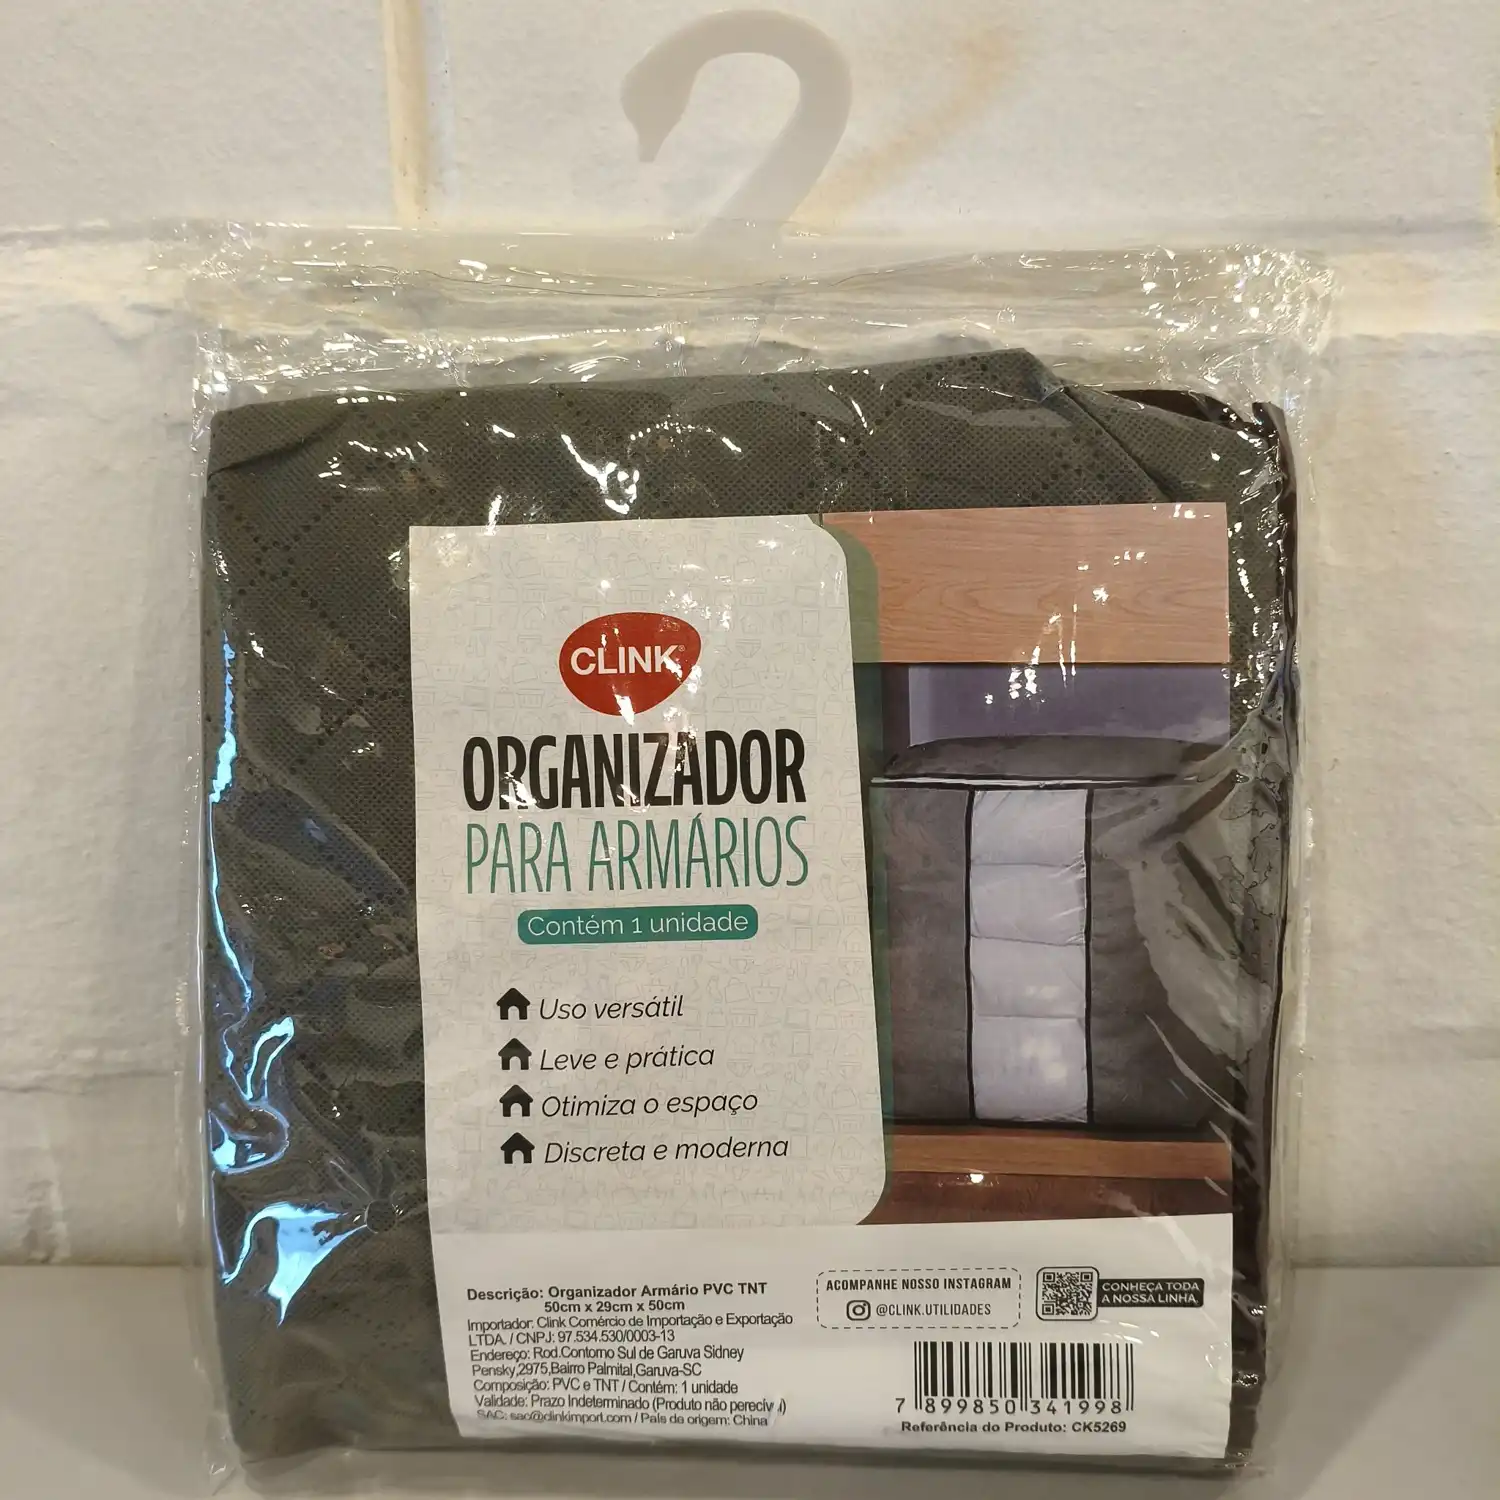 CLINK®
ORGANIZADOR
PARA ARMÁRIOS
Contém 1 unidade
Uso versátil
Leve e prática
Otimiza o espaço
Discreta e moderna
Descrição: Organizador Armário PVC TNT
50cm x 29cm x 50cm
Importador: Clink Comércio de Importação e Exportação
LTDA. / CNPJ: 97.534.530/0003-13
Endereço: Rod.Contorno Sul de Garuva Sidney
Pensky,2975,Bairro Palmital,Garuva-SC
Composição: PVC e TNT / Contém: 1 unidade
Validade: Prazo Indeterminado (Produto não perecível)
SAC: sac@clinkimport.com / País de origem: China
ACOMPANHE NOSSO INSTAGRAM
@CLINK.UTILIDADES
CONHEÇA TODA
A NOSSA LINHA.
7 899850 341998
Referência do Produto: CK5269